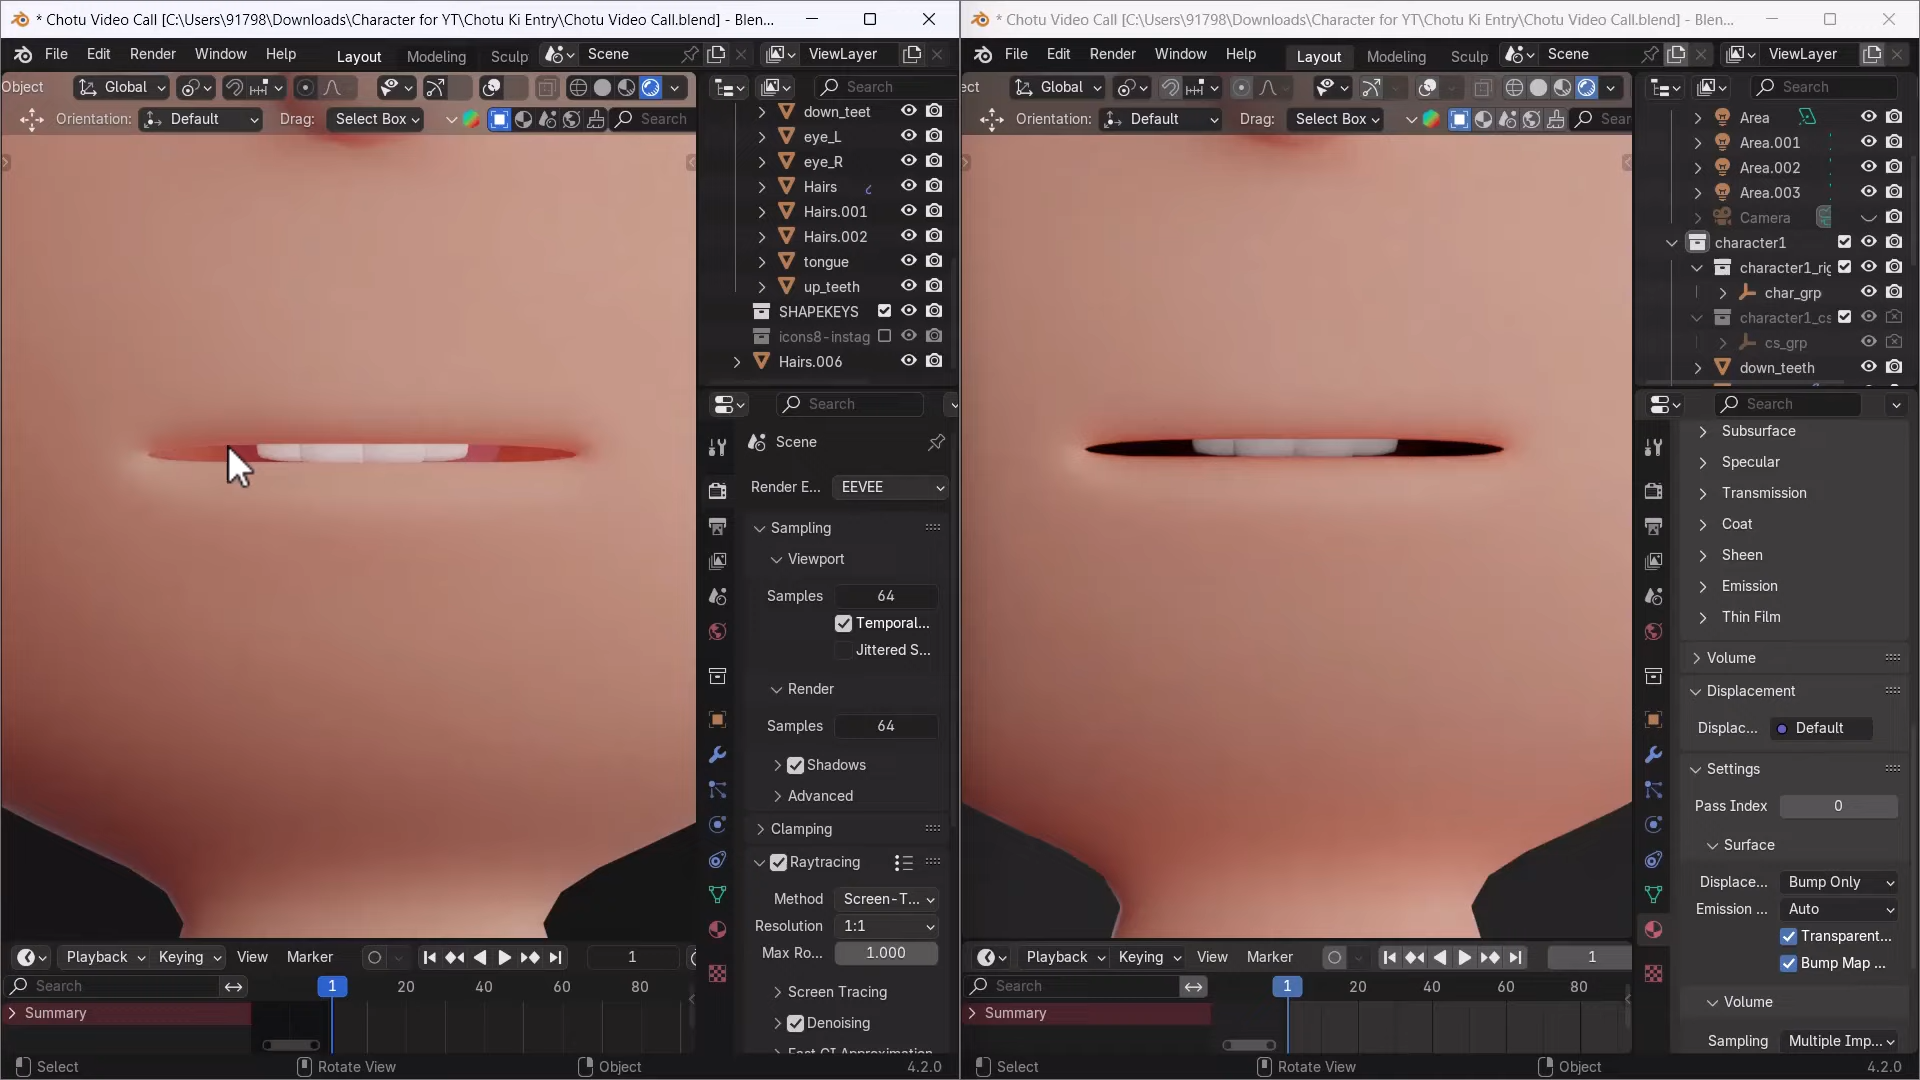 * Chotu Video Call [C:\Users\91798\Downloads\Character for YT\Chotu Ki Entry\Chotu Video Call.blend] - Blen...
File Edit Render Window Help Layout Modeling Sculp Scene ViewLayer
Object Global Search
Orientation: Default Drag: Select Box Search
down_teet
eye_L
eye_R
Hairs
Hairs.001
Hairs.002
tongue
up_teeth
SHAPEKEYS
icons8-instag
Hairs.006
Search
Scene
Render E... EEVEE
Sampling
Viewport
Samples 64
Temporal...
Jittered S...
Render
Samples 64
Shadows
Advanced
Clamping
Raytracing
Method Screen-T...
Resolution 1:1
Max Ro... 1.000
Screen Tracing
Denoising
Playback Keying View Marker 1
Search 1 20 40 60 80
Summary
Select Rotate View Object 4.2.0
* Chotu Video Call [C:\Users\91798\Downloads\Character for YT\Chotu Ki Entry\Chotu Video Call.blend] - Blen...
File Edit Render Window Help Layout Modeling Sculp Scene ViewLayer
ect Global Search
Orientation: Default Drag: Select Box Sear
Area
Area.001
Area.002
Area.003
Camera
character1
character1_rig
char_grp
character1_cs
cs_grp
down_teeth
Search
Subsurface
Specular
Transmission
Coat
Sheen
Emission
Thin Film
Volume
Displacement
Displac... Default
Settings
Pass Index 0
Surface
Displace... Bump Only
Emission ... Auto
Transparent...
Bump Map ...
Volume
Sampling Multiple Imp...
Playback Keying View Marker 1
Search 1 20 40 60 80
Summary
Select Rotate View Object 4.2.0